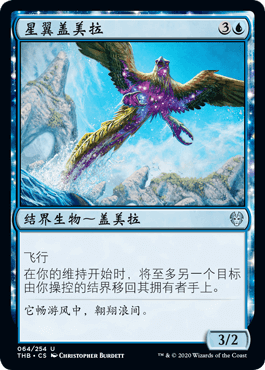 星翼盖美拉 3
结界生物～盖美拉
飞行
在你的维持开始时，将至多另一个目标
由你操控的结界移回其拥有者手上。
它畅游风中，翱翔浪间。
3/2
064/254 U
THB • CS CHRISTOPHER BURDETT
™ & © 2020 Wizards of the Coast